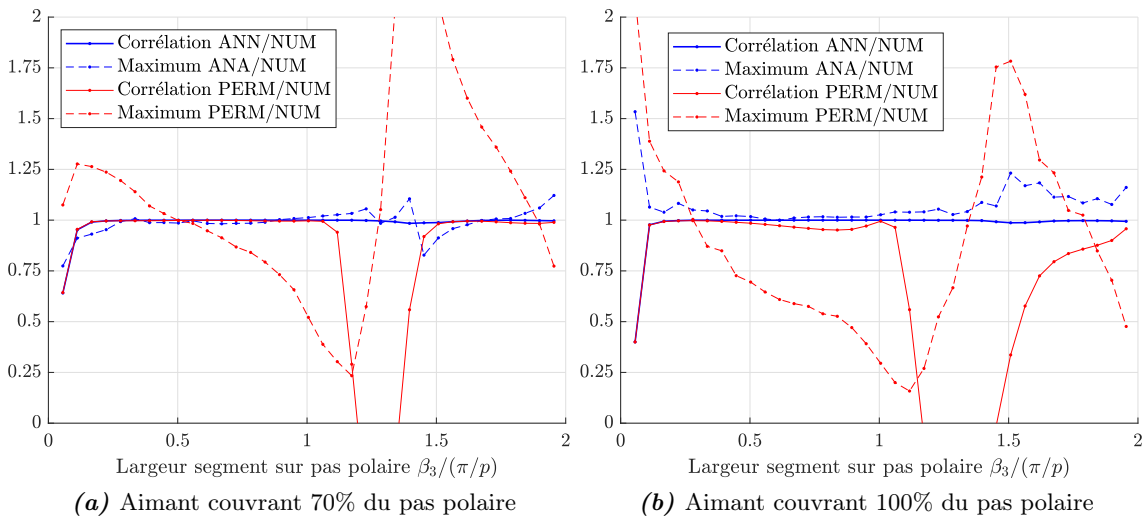 2
1.75
1.5
1.25
1
0.75
0.5
0.25
0
0 0.5 1 1.5 2
Corrélation ANN/NUM
Maximum ANA/NUM
Corrélation PERM/NUM
Maximum PERM/NUM
Largeur segment sur pas polaire β₃/(π/p)
(a) Aimant couvrant 70% du pas polaire
2
1.75
1.5
1.25
1
0.75
0.5
0.25
0
0 0.5 1 1.5 2
Corrélation ANN/NUM
Maximum ANA/NUM
Corrélation PERM/NUM
Maximum PERM/NUM
Largeur segment sur pas polaire β₃/(π/p)
(b) Aimant couvrant 100% du pas polaire